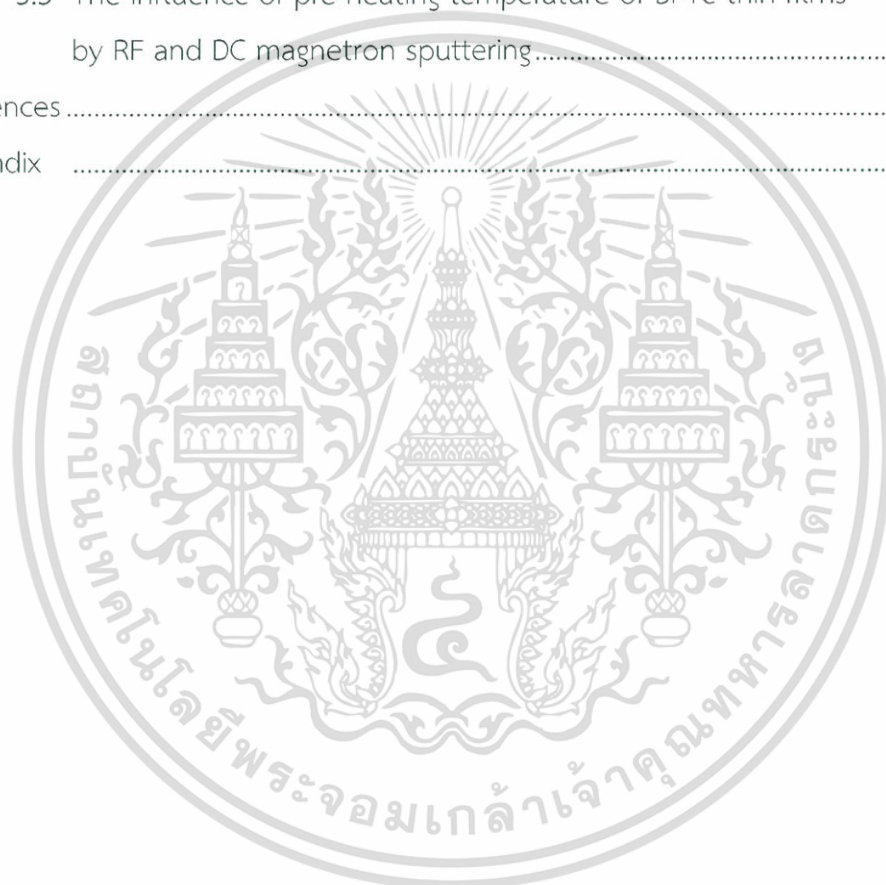 by RF and DC magnetron sputtering
ences
ndix
สถาบันเทคโนโลยีพระจอมเกล้าเจ้าคุณทหารลาดกระบัง
๔